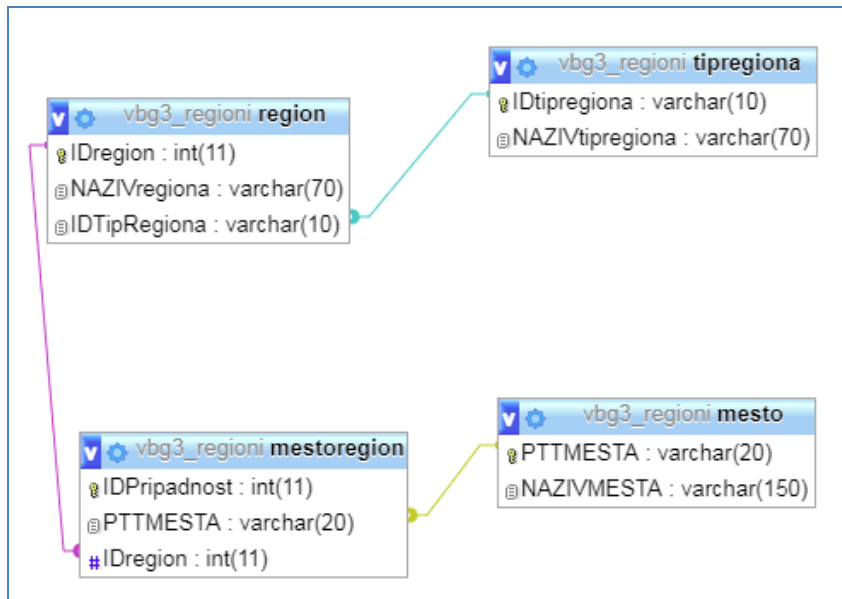 vbg3_regioni tipregiona
IDtipregiona : varchar(10)
NAZIVtipregiona : varchar(70)
vbg3_regioni region
IDregion : int(11)
NAZIVregiona : varchar(70)
IDTipRegiona : varchar(10)
vbg3_regioni mestoregion
IDPripadnost : int(11)
PTTMESTA : varchar(20)
#IDregion : int(11)
vbg3_regioni mesto
PTTMESTA : varchar(20)
NAZIVMESTA : varchar(150)